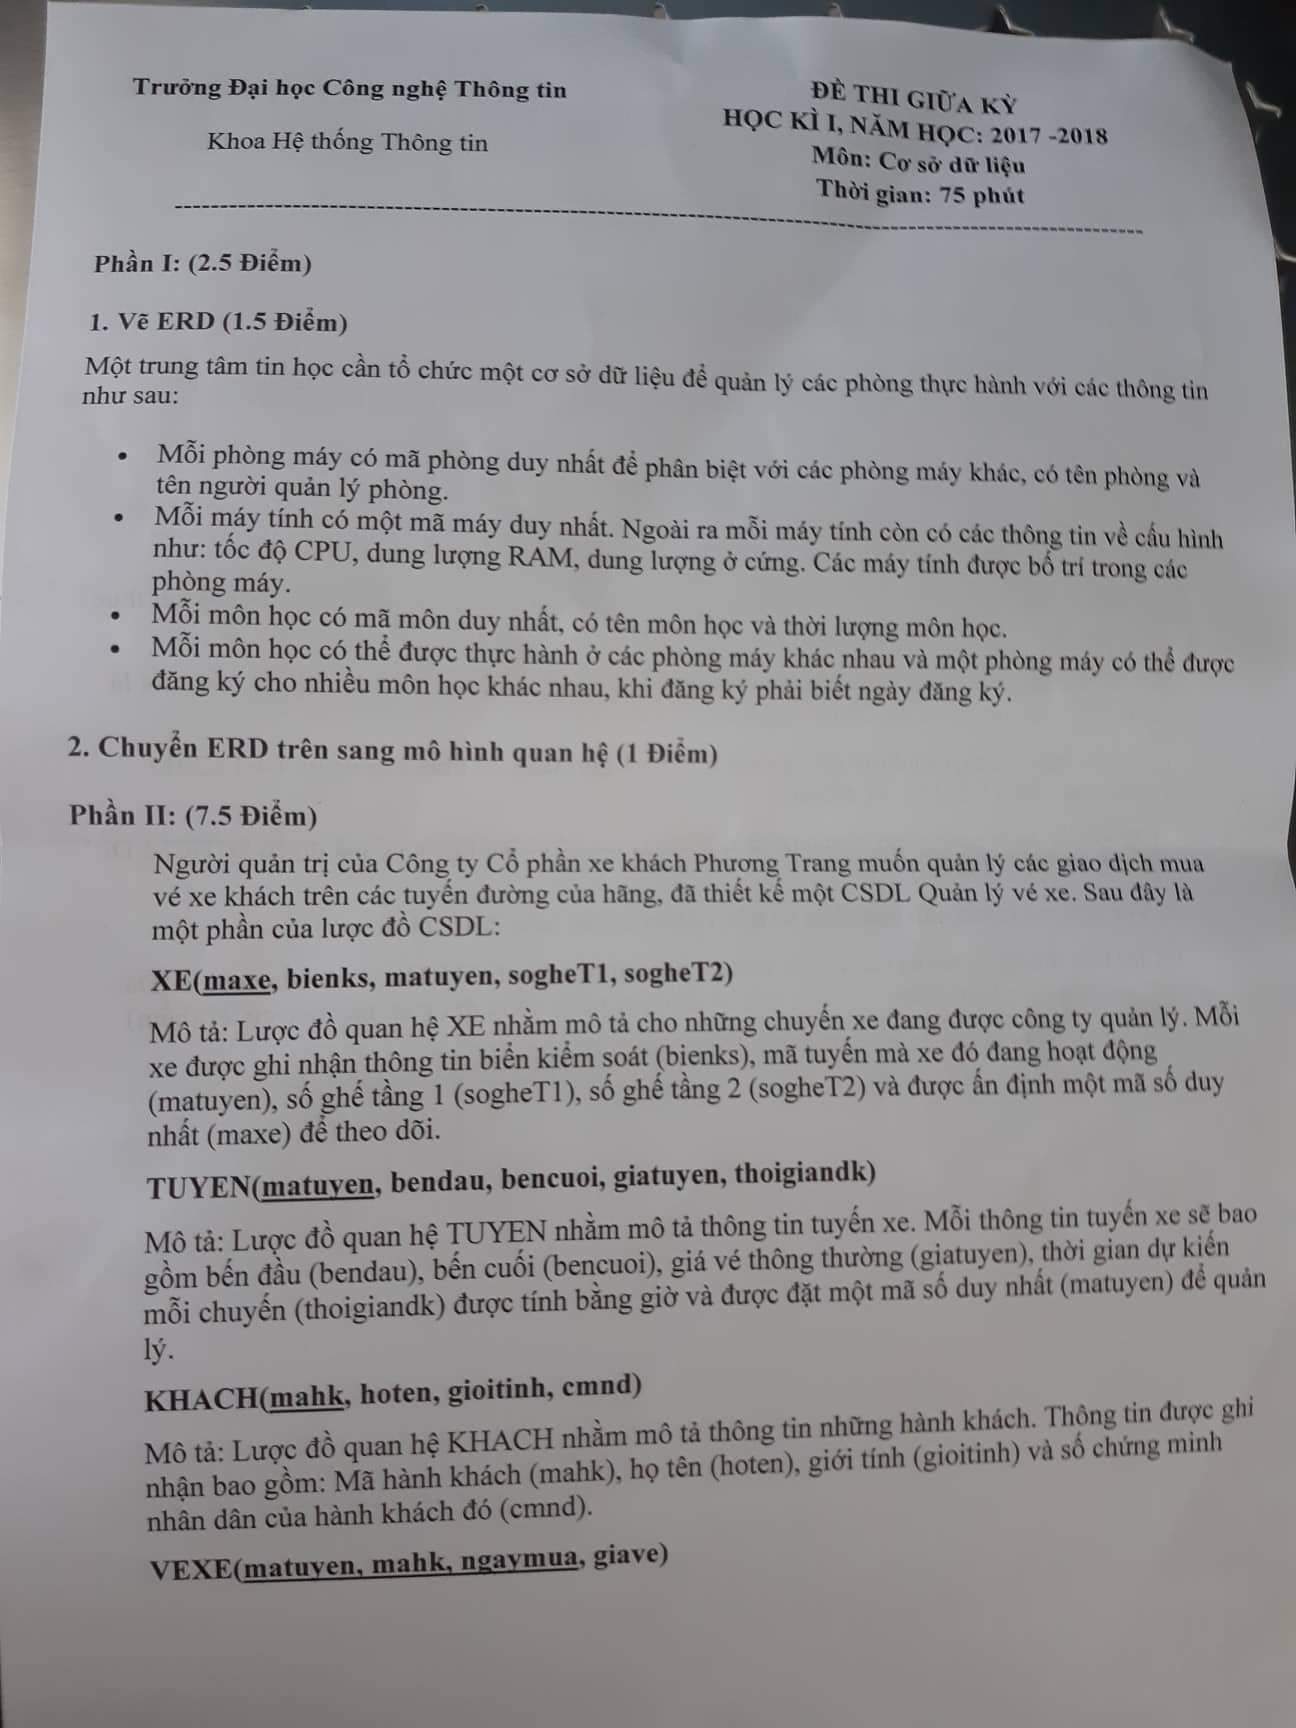 Trường Đại học Công nghệ Thông tin
Khoa Hệ thống Thông tin
ĐỀ THI GIỮA KỲ
HỌC KÌ I, NĂM HỌC: 2017 -2018
Môn: Cơ sở dữ liệu
Thời gian: 75 phút
Phần I: (2.5 Điểm)
1. Vẽ ERD (1.5 Điểm)
Một trung tâm tin học cần tổ chức một cơ sở dữ liệu để quản lý các phòng thực hành với các thông tin
như sau:
• Mỗi phòng máy có mã phòng duy nhất để phân biệt với các phòng máy khác, có tên phòng và
tên người quản lý phòng.
• Mỗi máy tính có một mã máy duy nhất. Ngoài ra mỗi máy tính còn có các thông tin về cấu hình
như: tốc độ CPU, dung lượng RAM, dung lượng ở cứng. Các máy tính được bố trí trong các
phòng máy.
• Mỗi môn học có mã môn duy nhất, có tên môn học và thời lượng môn học.
• Mỗi môn học có thể được thực hành ở các phòng máy khác nhau và một phòng máy có thể được
đăng ký cho nhiều môn học khác nhau, khi đăng ký phải biết ngày đăng ký.
2. Chuyển ERD trên sang mô hình quan hệ (1 Điểm)
Phần II: (7.5 Điểm)
Người quản trị của Công ty Cổ phần xe khách Phương Trang muốn quản lý các giao dịch mua
vé xe khách trên các tuyến đường của hãng, đã thiết kế một CSDL Quản lý vé xe. Sau đây là
một phần của lược đồ CSDL:
XE(maxe, bienks, matuyen, sogheT1, sogheT2)
Mô tả: Lược đồ quan hệ XE nhằm mô tả cho những chuyến xe đang được công ty quản lý. Mỗi
xe được ghi nhận thông tin biển kiểm soát (bienks), mã tuyến mà xe đó đang hoạt động
(matuyen), số ghế tầng 1 (sogheT1), số ghế tầng 2 (sogheT2) và được ấn định một mã số duy
nhất (maxe) để theo dõi.
TUYEN(matuyen, bendau, bencuoi, giatuyen, thoigiandk)
Mô tả: Lược đồ quan hệ TUYEN nhằm mô tả thông tin tuyến xe. Mỗi thông tin tuyến xe sẽ bao
gồm bến đầu (bendau), bến cuối (bencuoi), giá vé thông thường (giatuyen), thời gian dự kiến
mỗi chuyến (thoigiandk) được tính bằng giờ và được đặt một mã số duy nhất (matuyen) để quản
lý.
KHACH(mahk, hoten, gioitinh, cmnd)
Mô tả: Lược đồ quan hệ KHACH nhằm mô tả thông tin những hành khách. Thông tin được ghi
nhận bao gồm: Mã hành khách (mahk), họ tên (hoten), giới tính (gioitinh) và số chứng minh
nhân dân của hành khách đó (cmnd).
VEXE(matuyen, mahk, ngaymua, giave)